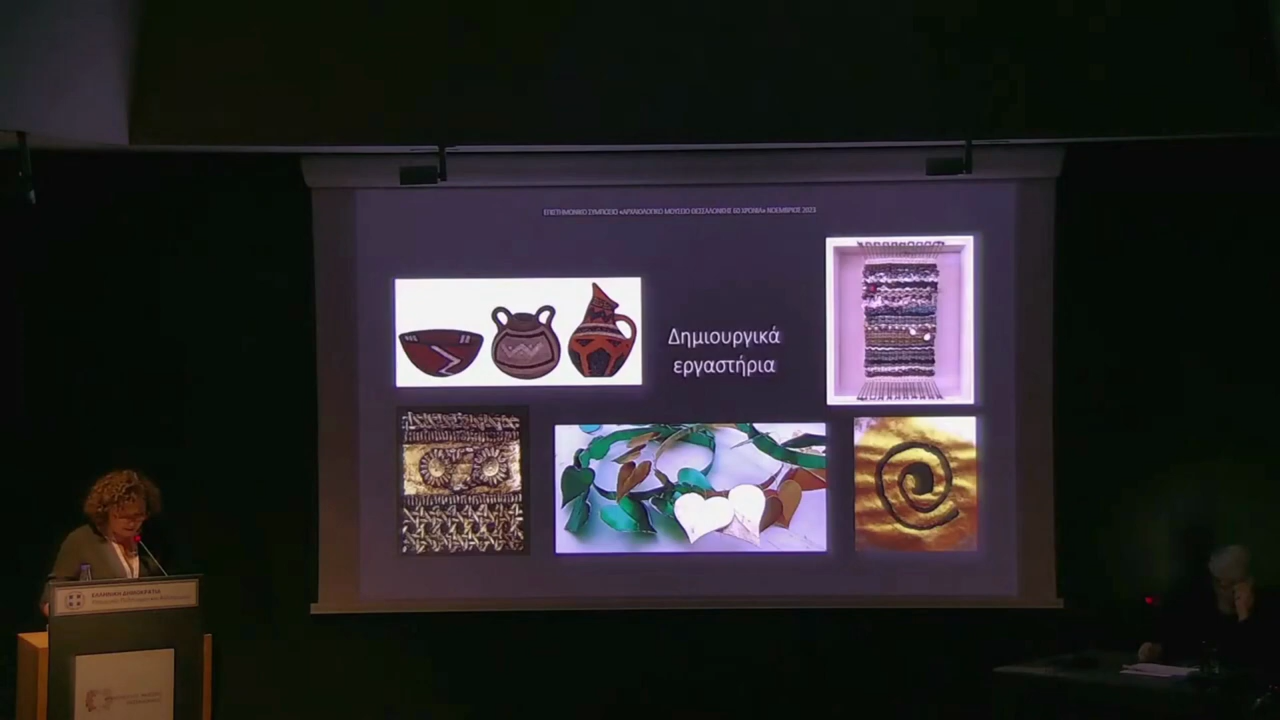 ΕΠΙΣΤΗΜΟΝΙΚΟ ΣΥΜΠΟΣΙΟ «ΑΡΧΑΙΟΛΟΓΙΚΟ ΜΟΥΣΕΙΟ ΘΕΣΣΑΛΟΝΙΚΗΣ 60 ΧΡΟΝΙΑ» ΝΟΕΜΒΡΙΟΣ 2023
Δημιουργικά
εργαστήρια
ΕΛΛΗΝΙΚΗ ΔΗΜΟΚΡΑΤΙΑ